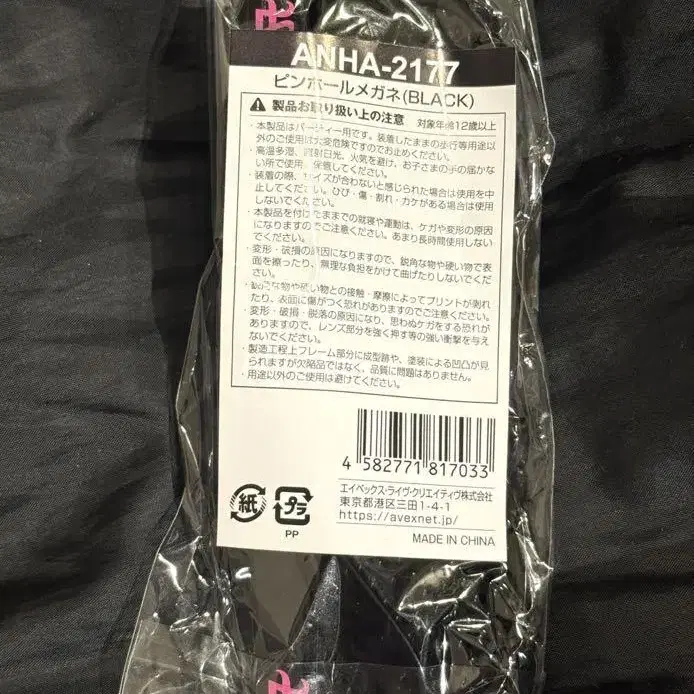 ANHA-2177
ピンホールメガネ(BLACK)
製品お取り扱い上の注意 対象年齢12歳以上
・本製品はパーティー用です。装着したままの歩行等用途以
外のご使用は大変危険ですのでお止めください。
・高温多湿、直射日光、火気を避け、お子さまの手の届かな
い所で使用、保管してください。
・装着の際、サイズが合わないと感じられた場合は使用を中
止してください。ひび・傷・割れ・カケがある場合は使用
しないでください。
・本製品を付けたままでの就寝や運動は、ケガや変形の原因
になりますのでご注意ください。あまり長時間使用しない
でください。
・変形・破損の原因になりますので、鋭角な物や硬い物で表
面を擦ったり、無理な負担をかけて曲げたりしないでくだ
さい。
・鋭角な物や硬い物との接触・摩擦によってプリントが剥れ
たり、表面に傷がつく恐れがありますのでご注意ください。
・変形・破損・脱落の原因になり、思わぬケガをする恐れが
ありますので、レンズ部分を強く押す等の強い衝撃を与え
ないでください。
・製造工程上フレーム部分に成型跡や、塗装による凹凸が見
られますが欠陥品ではなく、品質に問題はありません。
・用途以外のご使用は避けてください。
4 582771 817033
紙
プラ
PP
エイベックス・ライヴ・クリエイティヴ株式会社
東京都港区三田1-4-1
https://avexnet.jp/
MADE IN CHINA